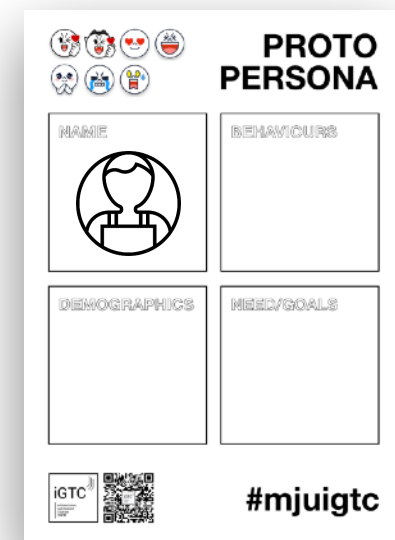 PROTO
PERSONA
NAME
BEHAVIOURS
DEMOGRAPHICS
NEED/GOALS
iGTC
#mjuigtc